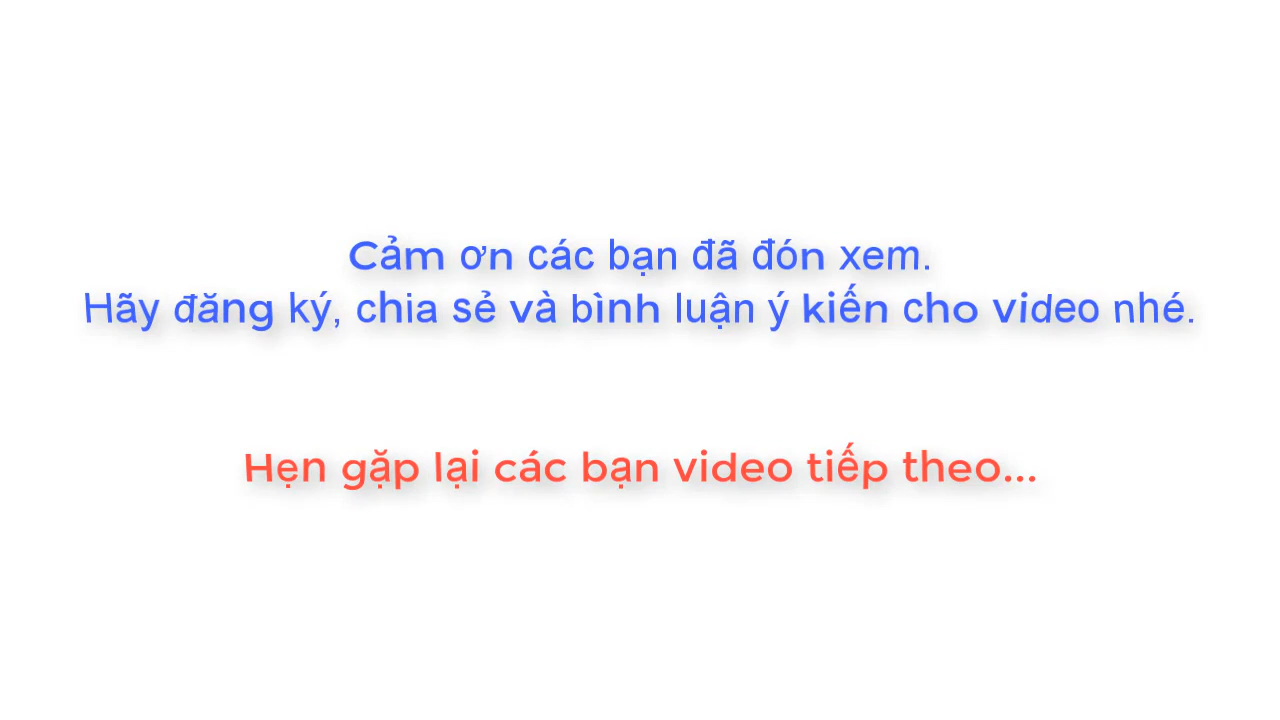 Cảm ơn các bạn đã đón xem.
Hãy đăng ký, chia sẻ và bình luận ý kiến cho video nhé.
Hẹn gặp lại các bạn video tiếp theo...